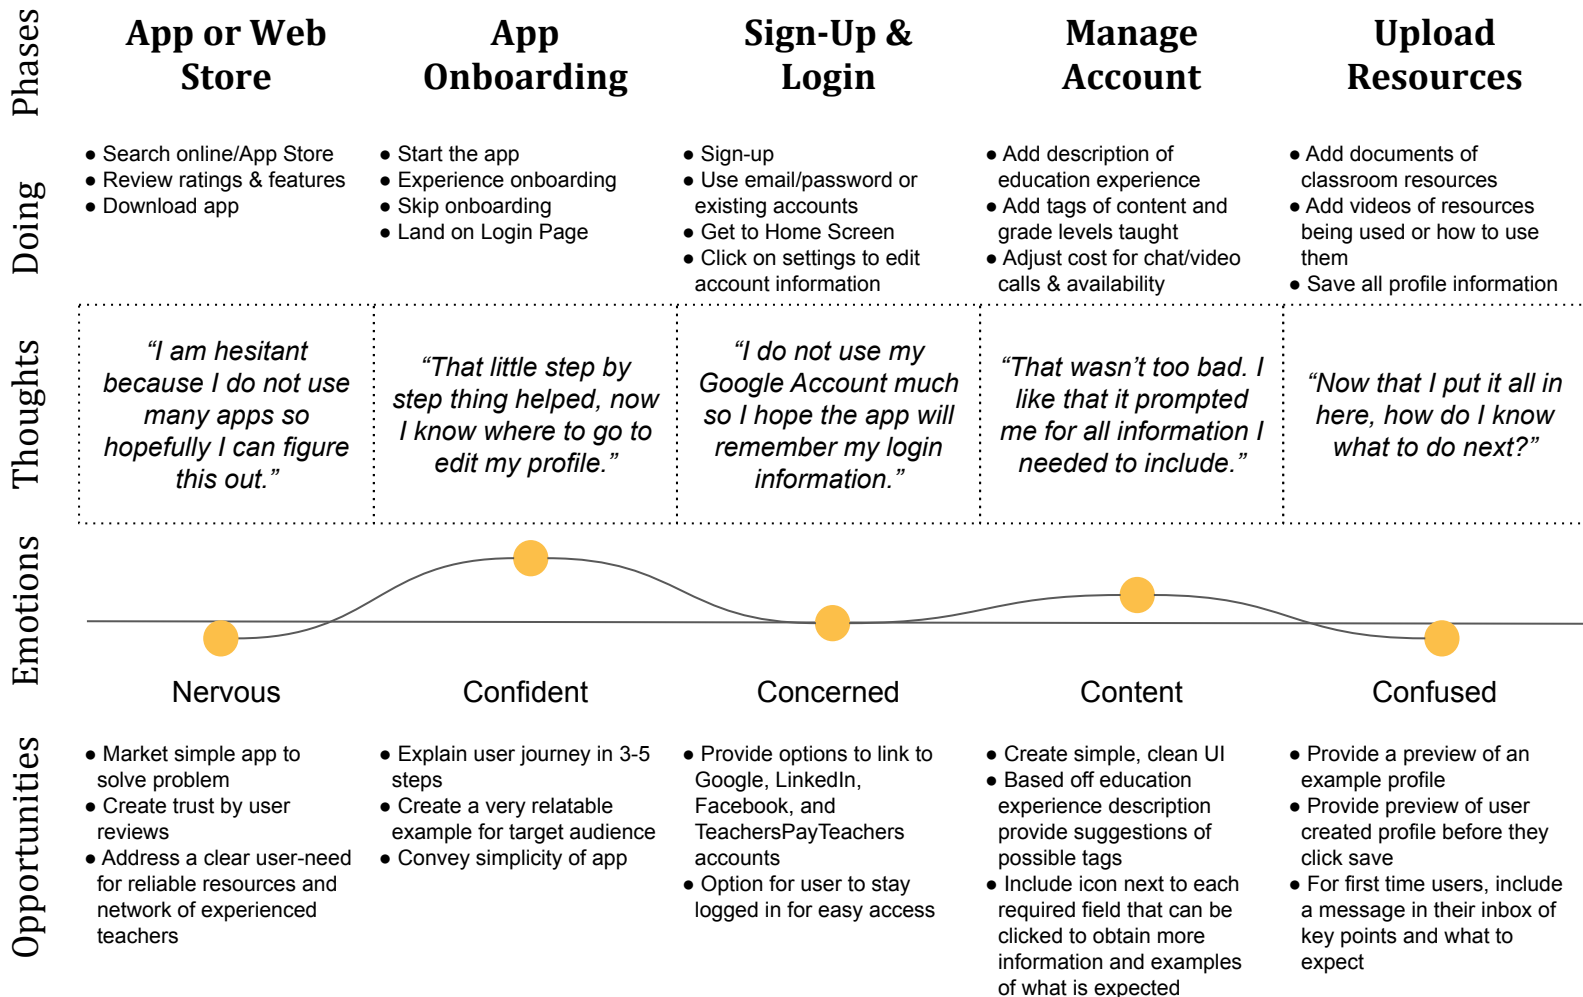 Phases
App or Web
Store
App
Onboarding
Sign-Up &
Login
Manage
Account
Upload
Resources
Doing
● Search online/App Store
● Review ratings & features
● Download app
● Start the app
● Experience onboarding
● Skip onboarding
● Land on Login Page
● Sign-up
● Use email/password or
existing accounts
● Get to Home Screen
● Click on settings to edit
account information
● Add description of
education experience
● Add tags of content and
grade levels taught
● Adjust cost for chat/video
calls & availability
● Add documents of
classroom resources
● Add videos of resources
being used or how to use
them
● Save all profile information
Thoughts
“I am hesitant
because I do not use
many apps so
hopefully I can figure
this out.”
“That little step by
step thing helped, now
I know where to go to
edit my profile.”
“I do not use my
Google Account much
so I hope the app will
remember my login
information.”
“That wasn’t too bad. I
like that it prompted
me for all information I
needed to include.”
“Now that I put it all in
here, how do I know
what to do next?”
Emotions
Nervous
Confident
Concerned
Content
Confused
Opportunities
● Market simple app to
solve problem
● Create trust by user
reviews
● Address a clear user-need
for reliable resources and
network of experienced
teachers
● Explain user journey in 3-5
steps
● Create a very relatable
example for target audience
● Convey simplicity of app
● Provide options to link to
Google, LinkedIn,
Facebook, and
TeachersPayTeachers
accounts
● Option for user to stay
logged in for easy access
● Create simple, clean UI
● Based off education
experience description
provide suggestions of
possible tags
● Include icon next to each
required field that can be
clicked to obtain more
information and examples
of what is expected
● Provide a preview of an
example profile
● Provide preview of user
created profile before they
click save
● For first time users, include
a message in their inbox of
key points and what to
expect